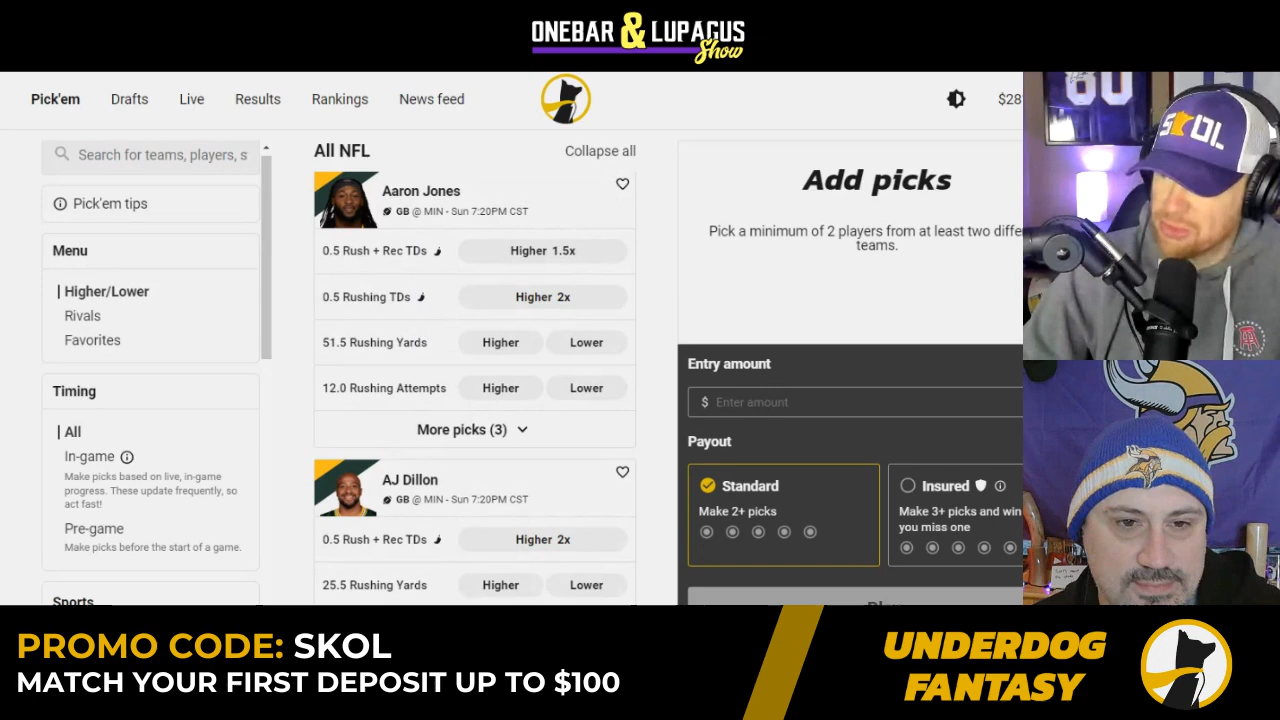 ONEBAR & LUPAGUS
Show
Pick'em
Drafts
Live
Results
Rankings
News feed
Search for teams, players, s
Pick'em tips
Menu
Higher/Lower
Rivals
Favorites
Timing
All
In-game
Make picks based on live, in-game
progress. These update frequently, so
act fast!
Pre-game
Make picks before the start of a game.
Sports
All NFL
Collapse all
Aaron Jones
GB @ MIN - Sun 7:20PM CST
0.5 Rush + Rec TDs
Higher 1.5x
0.5 Rushing TDs
Higher 2x
51.5 Rushing Yards
Higher
Lower
12.0 Rushing Attempts
Higher
Lower
More picks (3)
AJ Dillon
GB @ MIN - Sun 7:20PM CST
0.5 Rush + Rec TDs
Higher 2x
25.5 Rushing Yards
Higher
Lower
Add picks
Pick a minimum of 2 players from at least two diffe
teams.
Entry amount
$ Enter amount
Payout
Standard
Make 2+ picks
Insured
Make 3+ picks and win
you miss one
$28
80
SKOL
PROMO CODE: SKOL
MATCH YOUR FIRST DEPOSIT UP TO $100
UNDERDOG
FANTASY